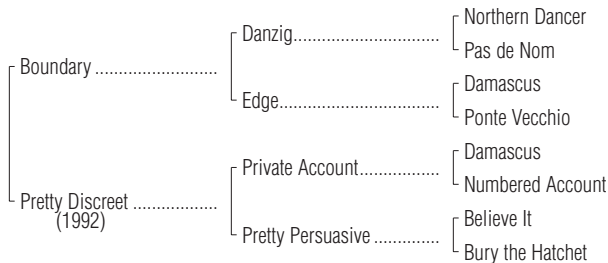 Northern Dancer
Danzig.......................................
Pas de Nom
Boundary ..............................
Damascus
Edge..........................................
Ponte Vecchio
Damascus
Private Account....................
Numbered Account
Pretty Discreet .....................
(1992)
Believe It
Pretty Persuasive ................
Bury the Hatchet